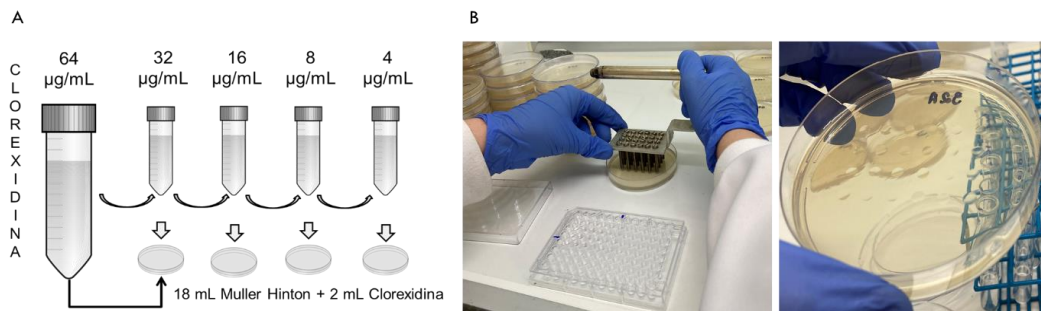 A
B
64 µg/mL
32 µg/mL
16 µg/mL
8 µg/mL
4 µg/mL
CLOREXIDINA
18 mL Muller Hinton + 2 mL Clorexidina